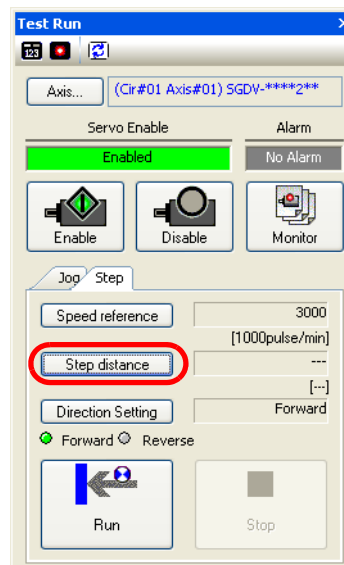 Test Run
123
Axis... (Cir#01 Axis#01) SGDV-****2**
Servo Enable Alarm
Enabled No Alarm
Enable Disable Monitor
Jog Step
Speed reference 3000
[1000pulse/min]
Step distance ---
[---]
Direction Setting Forward
Forward Reverse
Run Stop